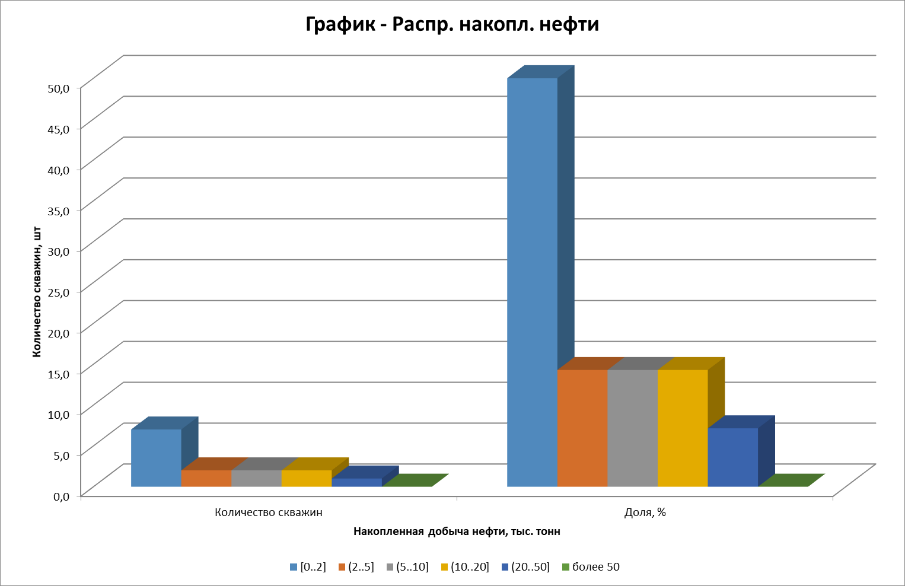 График - Распр. накопл. нефти
50,0
45,0
40,0
35,0
30,0
25,0
20,0
15,0
10,0
5,0
0,0
Количество скважин, шт
Количество скважин
Доля, %
Накопленная добыча нефти, тыс. тонн
[0..2]
(2..5]
(5..10]
(10..20]
(20..50]
более 50